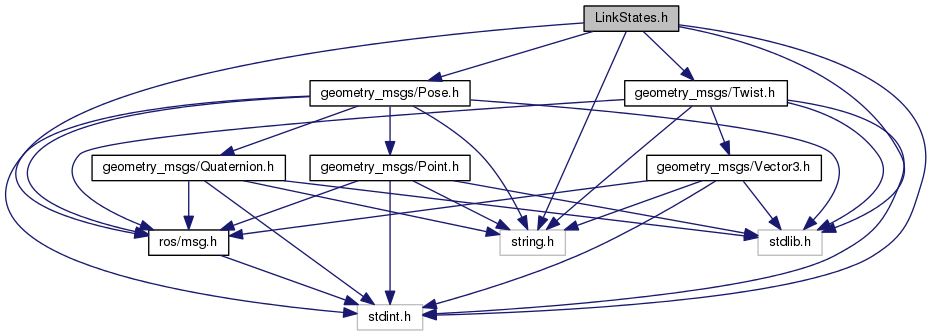 LinkStates.h
geometry_msgs/Pose.h
geometry_msgs/Twist.h
geometry_msgs/Quaternion.h
geometry_msgs/Point.h
geometry_msgs/Vector3.h
ros/msg.h
string.h
stdlib.h
stdint.h